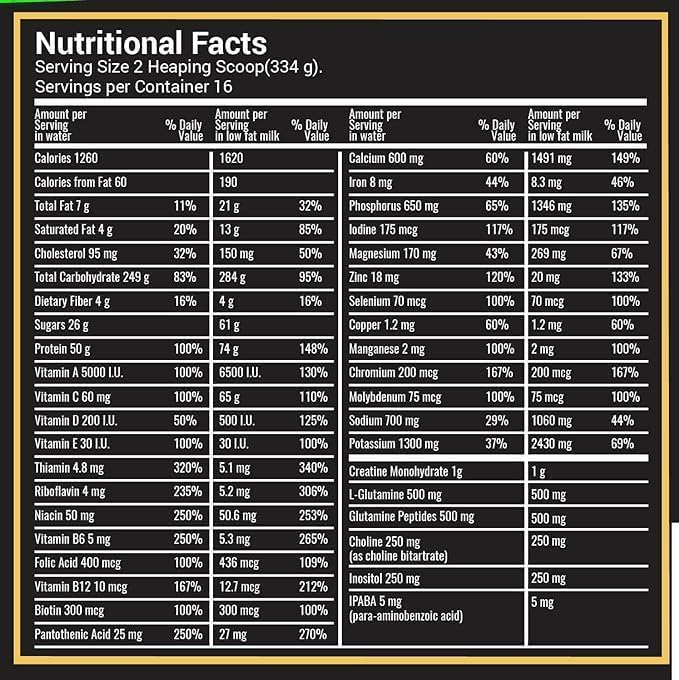 Nutritional Facts
Serving Size 2 Heaping Scoop(334 g).
Servings per Container 16
Amount per Serving in water % Daily Value Amount per Serving in low fat milk % Daily Value
Calories 1260 1620
Calories from Fat 60 190
Total Fat 7 g 11% 21 g 32%
Saturated Fat 4 g 20% 13 g 85%
Cholesterol 95 mg 32% 150 mg 50%
Total Carbohydrate 249 g 83% 284 g 95%
Dietary Fiber 4 g 16% 4 g 16%
Sugars 26 g 61 g
Protein 50 g 100% 74 g 148%
Vitamin A 5000 I.U. 100% 6500 I.U. 130%
Vitamin C 60 mg 100% 65 g 110%
Vitamin D 200 I.U. 50% 500 I.U. 125%
Vitamin E 30 I.U. 100% 30 I.U. 100%
Thiamin 4.8 mg 320% 5.1 mg 340%
Riboflavin 4 mg 235% 5.2 mg 306%
Niacin 50 mg 250% 50.6 mg 253%
Vitamin B6 5 mg 250% 5.3 mg 265%
Folic Acid 400 mcg 100% 436 mcg 109%
Vitamin B12 10 mcg 167% 12.7 mcg 212%
Biotin 300 mcg 100% 300 mcg 100%
Pantothenic Acid 25 mg 250% 27 mg 270%
Amount per Serving in water % Daily Value Amount per Serving in low fat milk % Daily Value
Calcium 600 mg 60% 1491 mg 149%
Iron 8 mg 44% 8.3 mg 46%
Phosphorus 650 mg 65% 1346 mg 135%
Iodine 175 mcg 117% 175 mcg 117%
Magnesium 170 mg 43% 269 mg 67%
Zinc 18 mg 120% 20 mg 133%
Selenium 70 mcg 100% 70 mcg 100%
Copper 1.2 mg 60% 1.2 mg 60%
Manganese 2 mg 100% 2 mg 100%
Chromium 200 mcg 167% 200 mcg 167%
Molybdenum 75 mcg 100% 75 mcg 100%
Sodium 700 mg 29% 1060 mg 44%
Potassium 1300 mg 37% 2430 mg 69%
Creatine Monohydrate 1g 1 g
L-Glutamine 500 mg 500 mg
Glutamine Peptides 500 mg 500 mg
Choline 250 mg 250 mg
(as choline bitartrate)
Inositol 250 mg 250 mg
IPABA 5 mg 5 mg
(para-aminobenzoic acid)